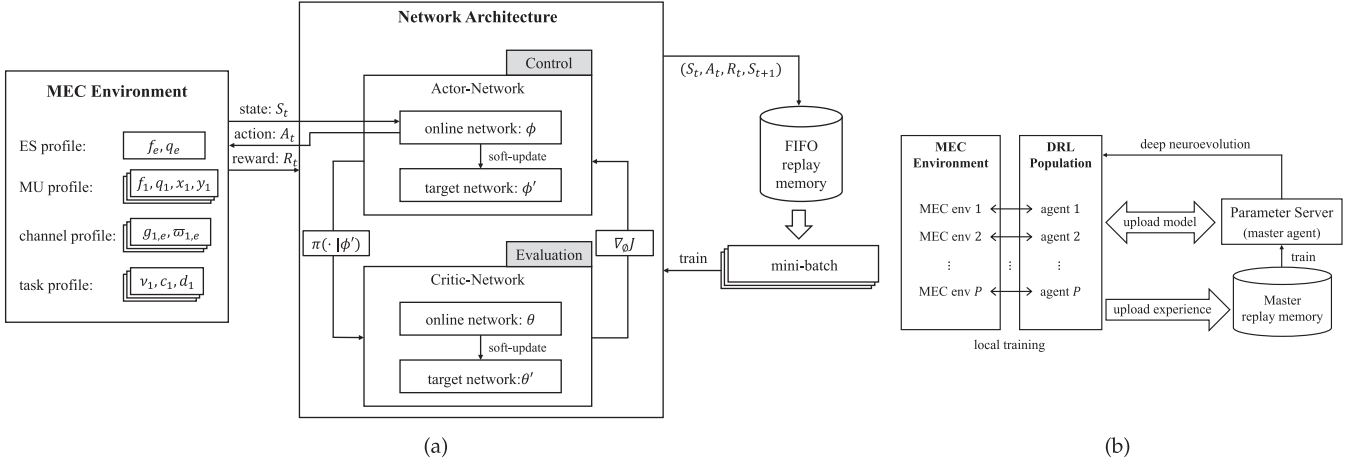 Network Architecture
MEC Environment
ES profile:
f_e, q_e
MU profile:
f_1, q_1, x_1, y_1
channel profile:
g_{1,e}, ϖ_{1,e}
task profile:
ν_1, c_1, d_1
state: S_t
action: A_t
reward: R_t
Control
Actor-Network
online network: ϕ
soft-update
target network: ϕ′
π(· |ϕ′)
∇_∅J
Evaluation
Critic-Network
online network: θ
soft-update
target network:θ′
(S_t, A_t, R_t, S_{t+1})
FIFO
replay
memory
mini-batch
train
(a)
MEC
Environment
DRL
Population
MEC env 1
agent 1
MEC env 2
agent 2
⋮
⋮
⋮
MEC env P
agent P
local training
deep neuroevolution
upload model
Parameter Server
(master agent)
train
upload experience
Master
replay memory
(b)